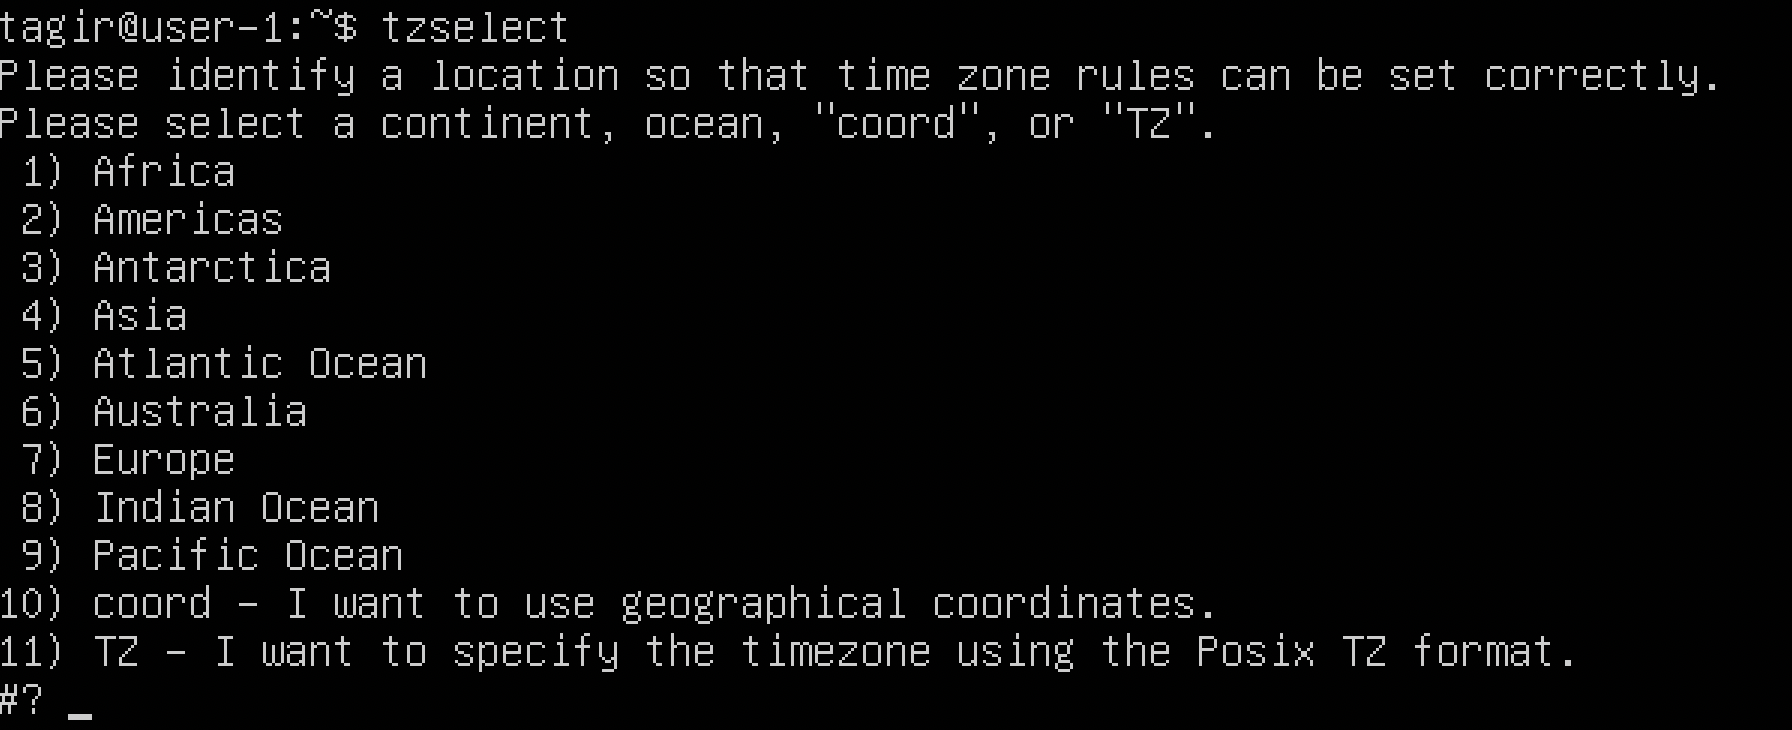 tagir@user-1:~$ tzselect
Please identify a location so that time zone rules can be set correctly.
Please select a continent, ocean, "coord", or "TZ".
 1) Africa
 2) Americas
 3) Antarctica
 4) Asia
 5) Atlantic Ocean
 6) Australia
 7) Europe
 8) Indian Ocean
 9) Pacific Ocean
10) coord - I want to use geographical coordinates.
11) TZ - I want to specify the timezone using the Posix TZ format.
#? _